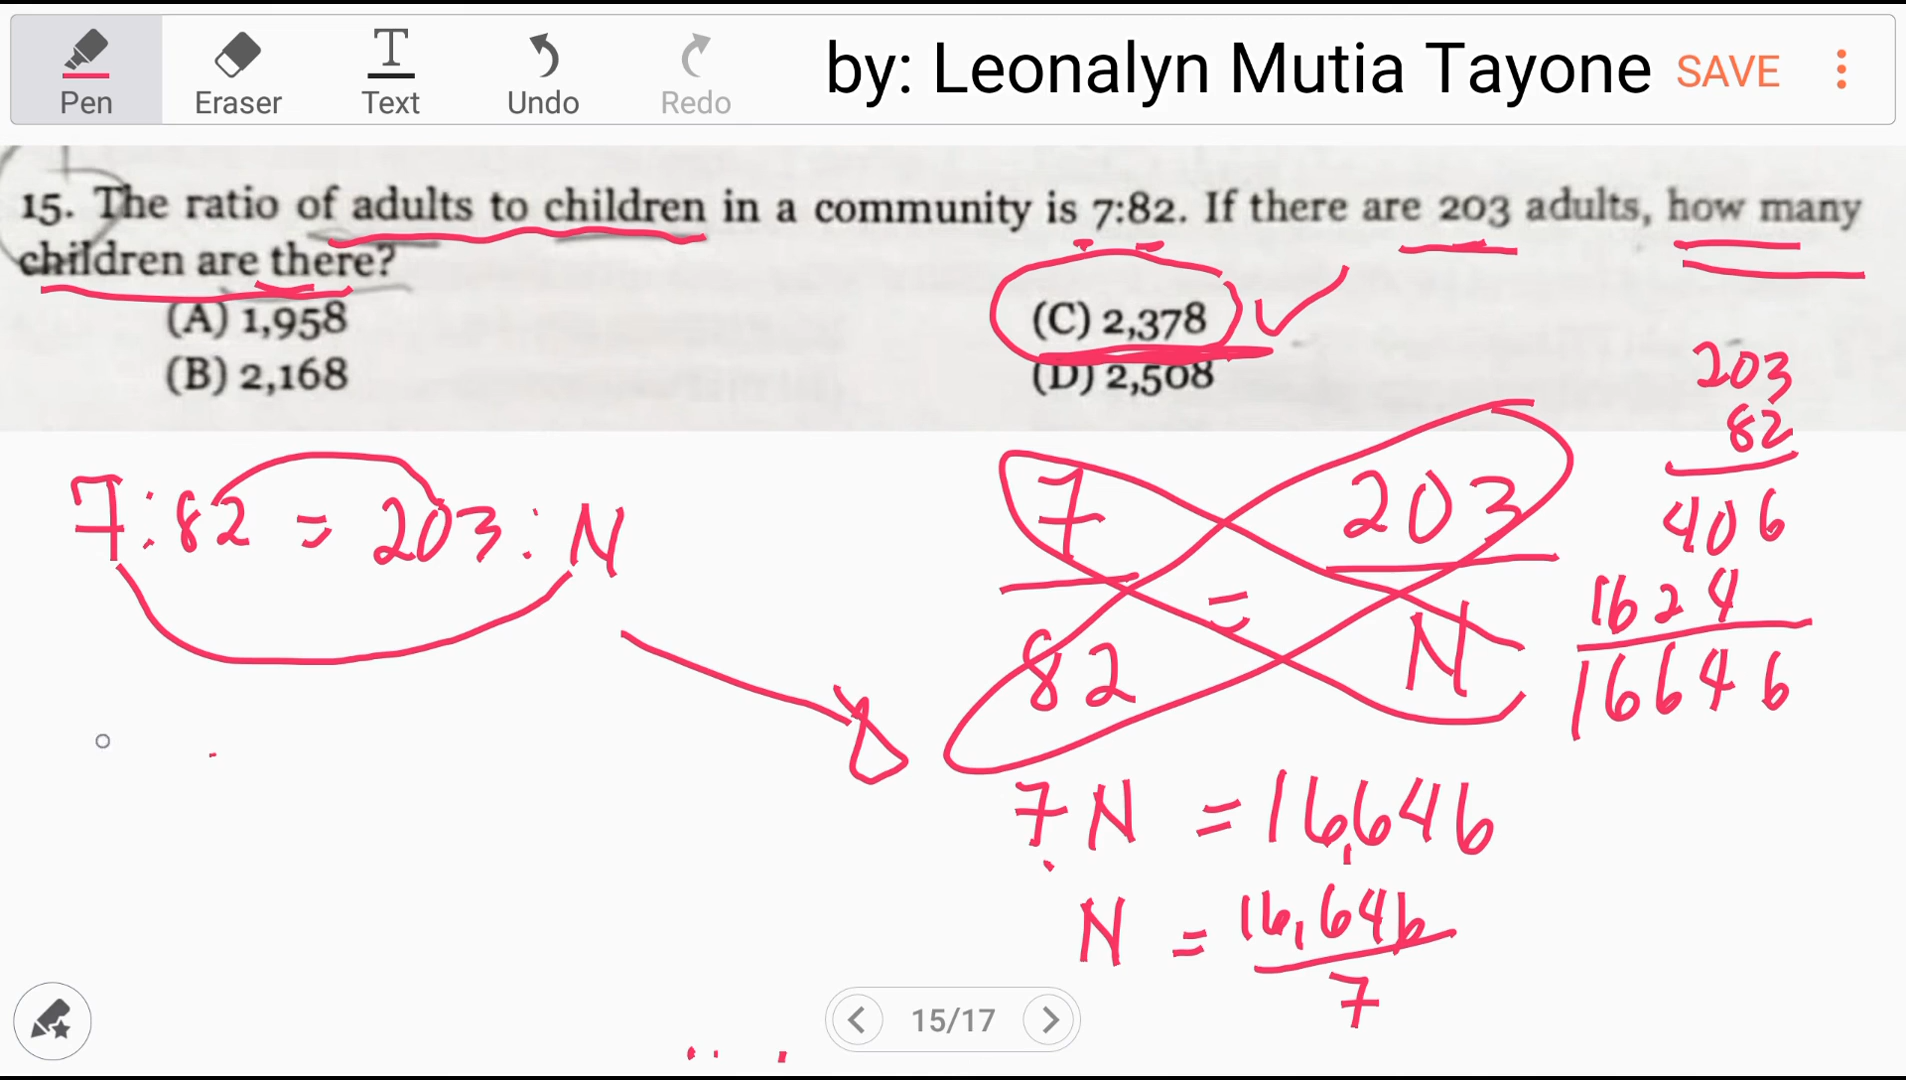 Pen Eraser Text Undo Redo by: Leonalyn Mutia Tayone SAVE
15. The ratio of adults to children in a community is 7:82. If there are 203 adults, how many
children are there?
(A) 1,958
(B) 2,168
(C) 2,378
(D) 2,508
7:82 = 203:N
7 203
=
82 N
7N = 16,646
N = 16,646
7
203
82
406
1624
16646
15/17